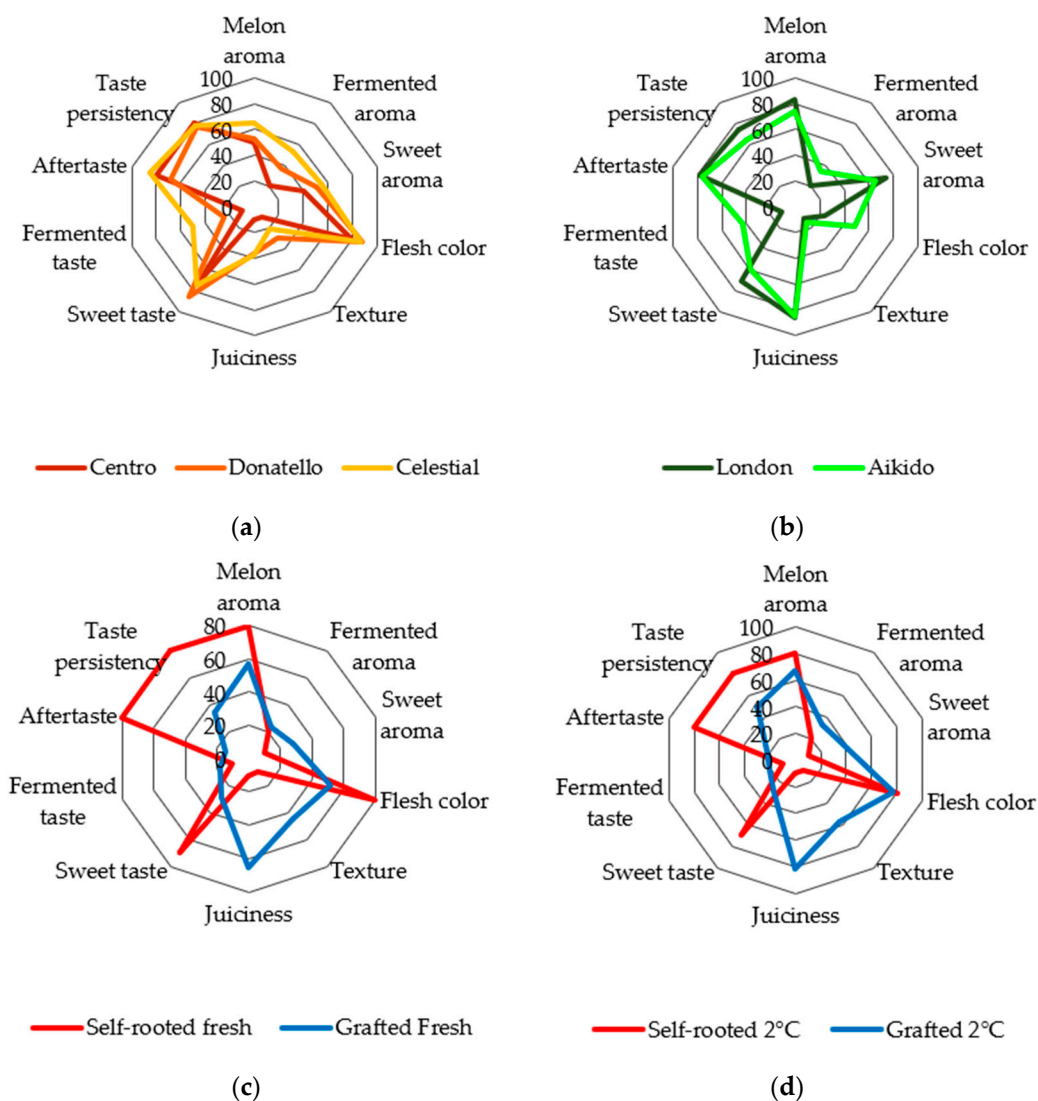 Melon
aroma
Fermented
aroma
Sweet
aroma
Flesh color
Texture
Juiciness
Sweet taste
Fermented
taste
Aftertaste
Taste
persistency
100
80
60
40
20
0
Centro
Donatello
Celestial
(a)
Melon
aroma
Fermented
aroma
Sweet
aroma
Flesh color
Texture
Juiciness
Sweet taste
Fermented
taste
Aftertaste
Taste
persistency
100
80
60
40
20
0
London
Aikido
(b)
Melon
aroma
Fermented
aroma
Sweet
aroma
Flesh color
Texture
Juiciness
Sweet taste
Fermented
taste
Aftertaste
Taste
persistency
80
60
40
20
0
Self-rooted fresh
Grafted Fresh
(c)
Melon
aroma
Fermented
aroma
Sweet
aroma
Flesh color
Texture
Juiciness
Sweet taste
Fermented
taste
Aftertaste
Taste
persistency
100
80
60
40
20
0
Self-rooted 2°C
Grafted 2°C
(d)